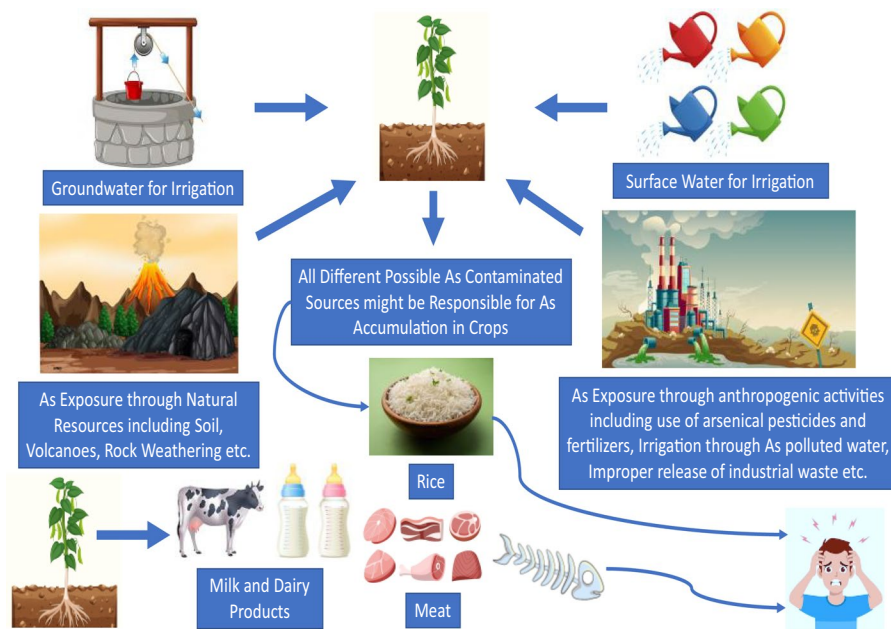 Groundwater for Irrigation
Surface Water for Irrigation
All Different Possible As Contaminated
Sources might be Responsible for As
Accumulation in Crops
As Exposure through Natural
Resources including Soil,
Volcanoes, Rock Weathering etc.
As Exposure through anthropogenic activities
including use of arsenical pesticides and
fertilizers, Irrigation through As polluted water,
Improper release of industrial waste etc.
Rice
Milk and Dairy
Products
Meat